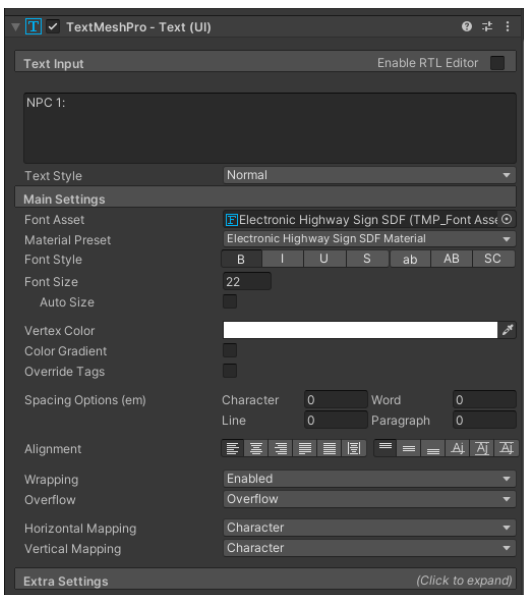 TextMeshPro - Text (UI)
Text Input Enable RTL Editor
NPC 1:
Text Style Normal
Main Settings
Font Asset Electronic Highway Sign SDF (TMP_Font Asse
Material Preset Electronic Highway Sign SDF Material
Font Style B I U S ab AB SC
Font Size 22
Auto Size
Vertex Color
Color Gradient
Override Tags
Spacing Options (em) Character 0 Word 0
Line 0 Paragraph 0
Alignment
Wrapping Enabled
Overflow Overflow
Horizontal Mapping Character
Vertical Mapping Character
Extra Settings (Click to expand)